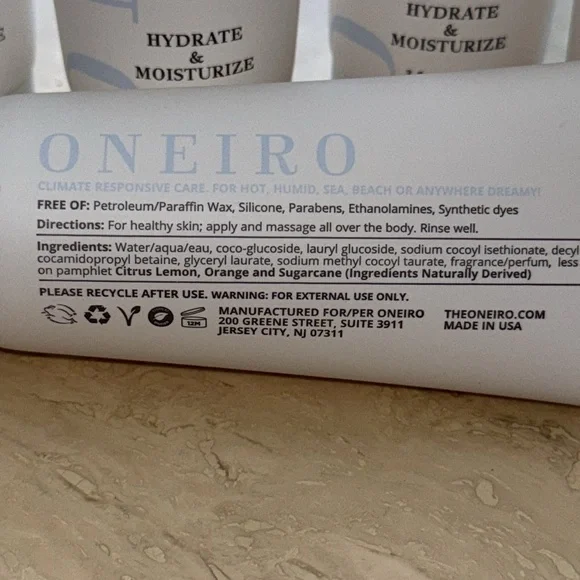 HYDRATE
&
MOISTURIZE
HYDRATE
&
MOISTURIZE
ONEIRO
CLIMATE RESPONSIVE CARE. FOR HOT, HUMID, SEA, BEACH OR ANYWHERE DREAMY!
FREE OF: Petroleum/Paraffin Wax, Silicone, Parabens, Ethanolamines, Synthetic dyes
Directions: For healthy skin; apply and massage all over the body. Rinse well.
Ingredients: Water/aqua/eau, coco-glucoside, lauryl glucoside, sodium cocoyl isethionate, decyl
cocamidopropyl betaine, glyceryl laurate, sodium methyl cocoyl taurate, fragrance/perfum, less
on pamphlet Citrus Lemon, Orange and Sugarcane (Ingredients Naturally Derived)
PLEASE RECYCLE AFTER USE. WARNING: FOR EXTERNAL USE ONLY.
12M
MANUFACTURED FOR/PER ONEIRO
200 GREENE STREET, SUITE 3911
JERSEY CITY, NJ 07311
THEONEIRO.COM
MADE IN USA